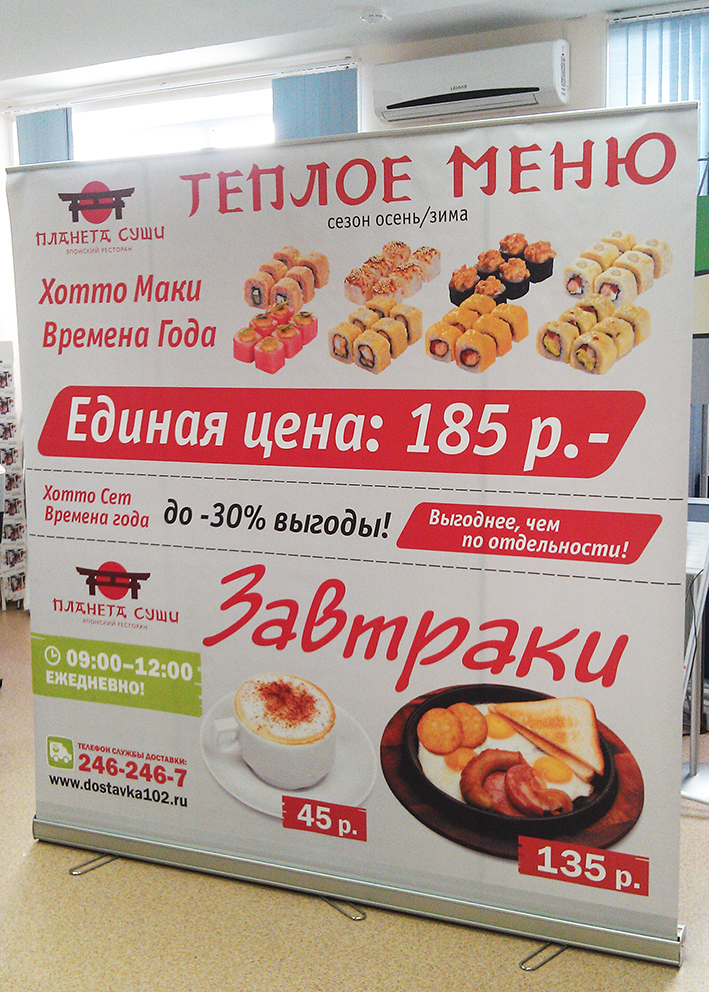 ТЕПЛОЕ МЕНЮ
сезон осень/зима
ПЛАНЕТА СУШИ
ЯПОНСКИЙ РЕСТОРАН
Хотто Маки
Времена Года
Единая цена: 185 р.-
Хотто Сет
Времена года
до -30% выгоды!
Выгоднее, чем
по отдельности!
ПЛАНЕТА СУШИ
ЯПОНСКИЙ РЕСТОРАН
Завтраки
09:00–12:00
ЕЖЕДНЕВНО!
ТЕЛЕФОН СЛУЖБЫ ДОСТАВКИ:
246-246-7
www.dostavka102.ru
45 р.
135 р.